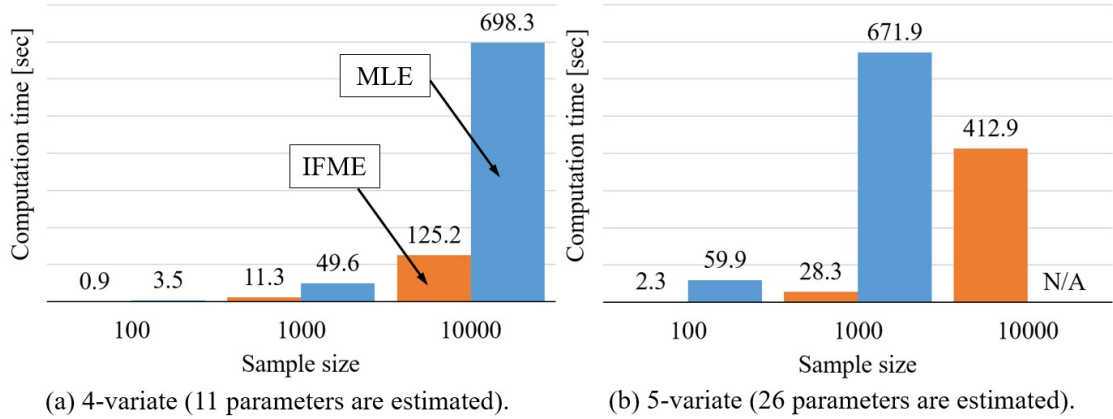 Computation time [sec]
698.3
MLE
IFME
125.2
0.9
3.5
11.3
49.6
100
1000
10000
Sample size
(a) 4-variate (11 parameters are estimated).
Computation time [sec]
671.9
412.9
2.3
59.9
28.3
N/A
100
1000
10000
Sample size
(b) 5-variate (26 parameters are estimated).